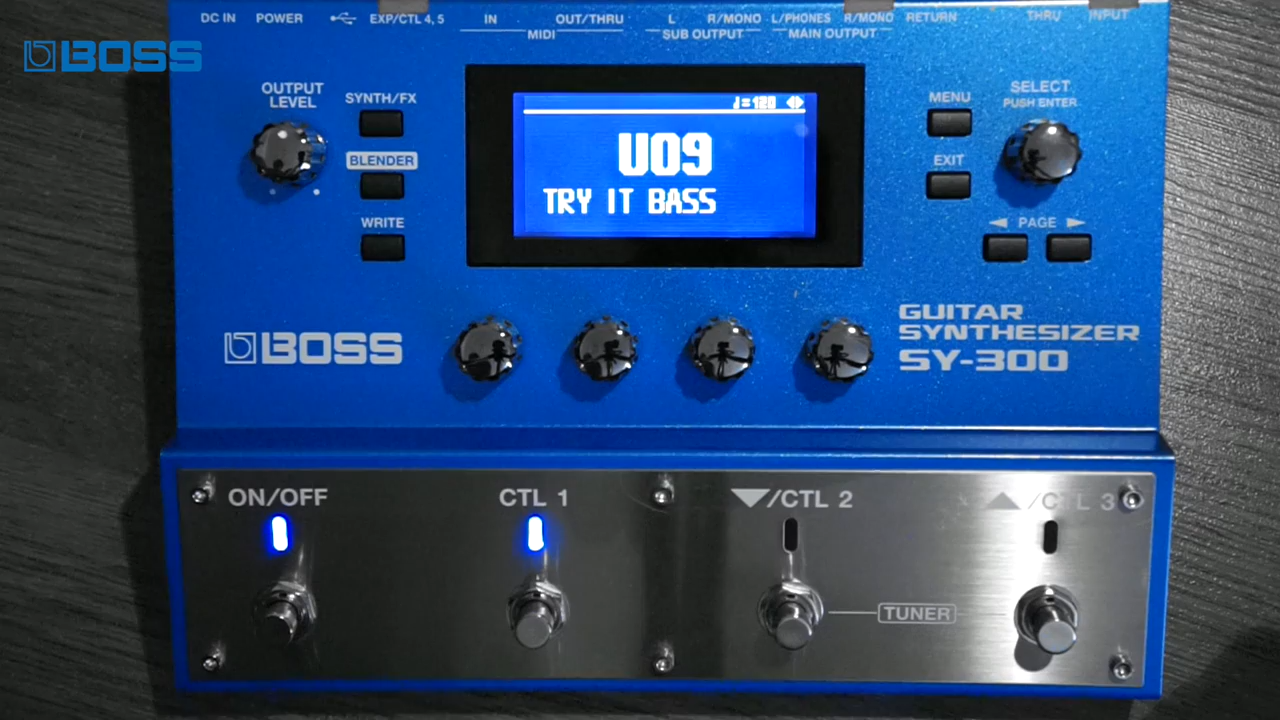 DC IN POWER EXP/CTL 4, 5 IN OUT/THRU L R/MONO L/PHONES R/MONO RETURN THRU INPUT
MIDI SUB OUTPUT MAIN OUTPUT
BOSS
OUTPUT
LEVEL
SYNTH/FX
BLENDER
WRITE
♩=120
U09
TRY IT BASS
MENU
EXIT
SELECT
PUSH ENTER
PAGE
BOSS
GUITAR
SYNTHESIZER
SY-300
ON/OFF CTL 1 /CTL 2 /CTL 3
TUNER